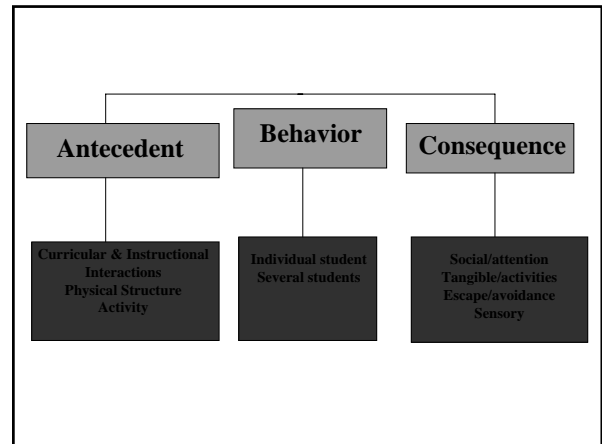 Antecedent
Curricular & Instructional
Interactions
Physical Structure
Activity
Behavior
Individual student
Several students
Consequence
Social/attention
Tangible/activities
Escape/avoidance
Sensory